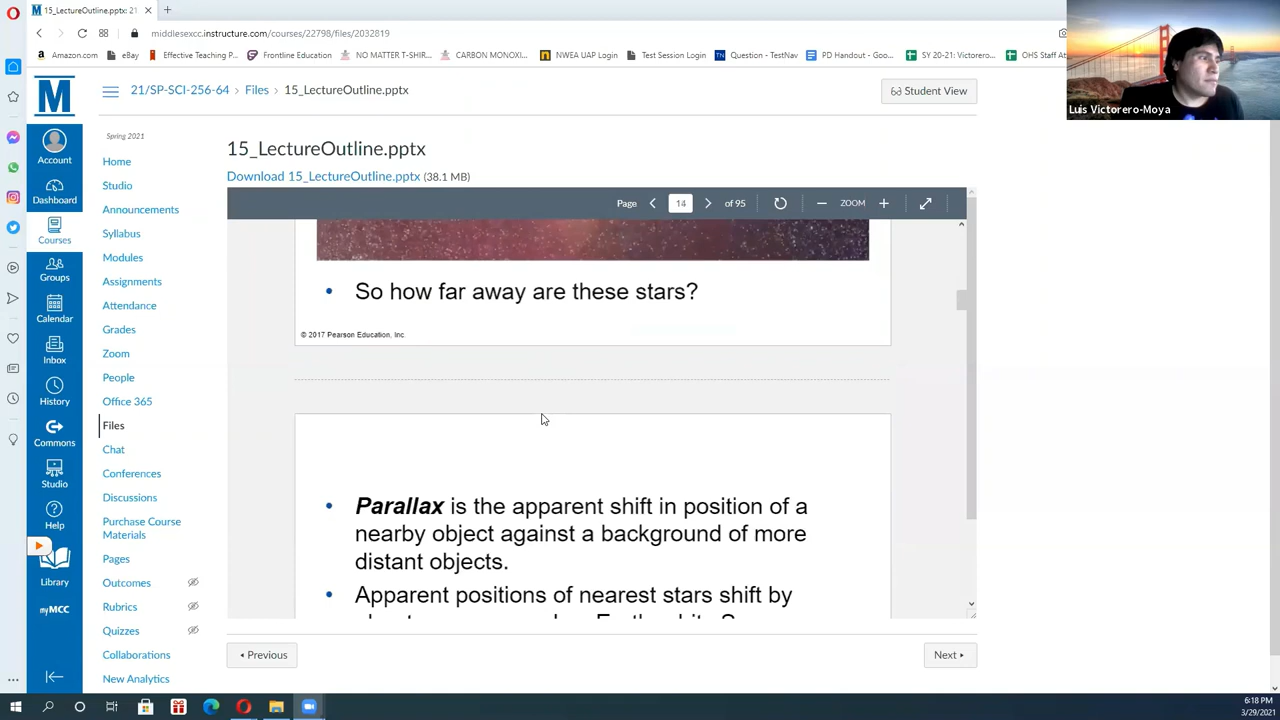 15_LectureOutline.pptx: 21
middlesexcc.instructure.com/courses/22798/files/2032819
Amazon.com
eBay
Effective Teaching P...
Frontline Education
NO MATTER T-SHIR...
CARBON MONOXI...
NWEA UAP Login
Test Session Login
TN
Question - TestNav
PD Handout - Goo...
SY 20-21: Victorero...
OHS Staff At
Luis Victorero-Moya
M
21/SP-SCI-256-64
Files
15_LectureOutline.pptx
Student View
Account
Dashboard
Courses
Groups
Calendar
Inbox
History
Commons
Studio
Help
Library
myMCC
Spring 2021
Home
Studio
Announcements
Syllabus
Modules
Assignments
Attendance
Grades
Zoom
People
Office 365
Files
Chat
Conferences
Discussions
Purchase Course
Materials
Pages
Outcomes
Rubrics
Quizzes
Collaborations
New Analytics
15_LectureOutline.pptx
Download 15_LectureOutline.pptx (38.1 MB)
Page 14 of 95 ZOOM
• So how far away are these stars?
© 2017 Pearson Education, Inc
• Parallax is the apparent shift in position of a
nearby object against a background of more
distant objects.
• Apparent positions of nearest stars shift by
Previous
Next
6:18 PM
3/29/2021